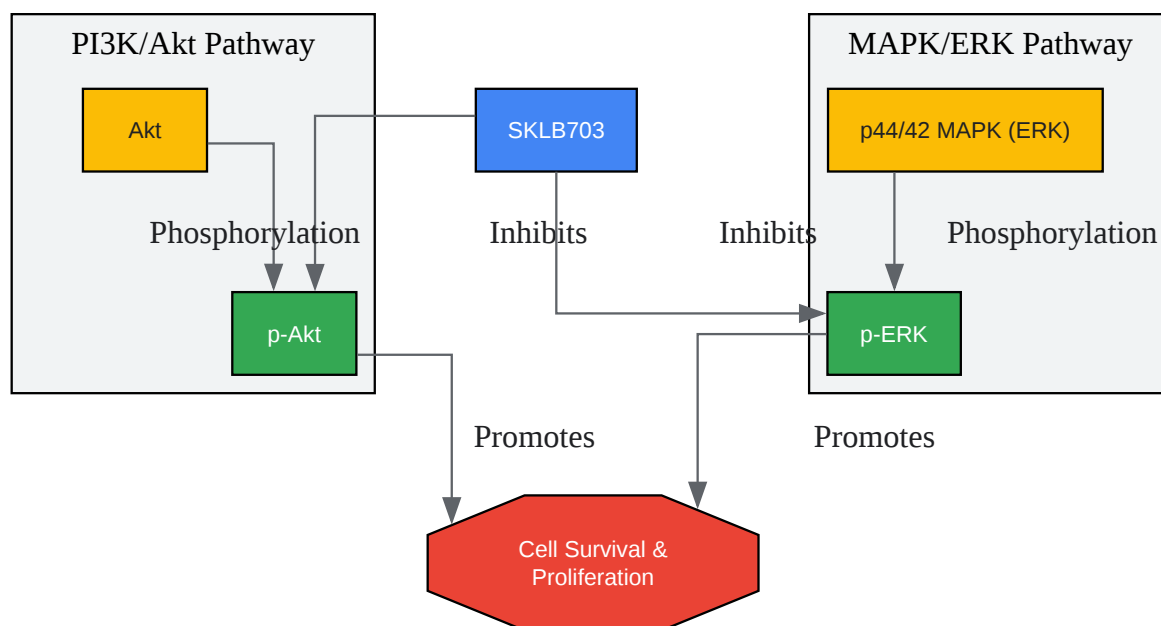 PI3K/Akt Pathway
MAPK/ERK Pathway
Akt
SKLB703
p44/42 MAPK (ERK)
Phosphorylation
Inhibits
Inhibits
Phosphorylation
p-Akt
p-ERK
Promotes
Promotes
Cell Survival &
Proliferation